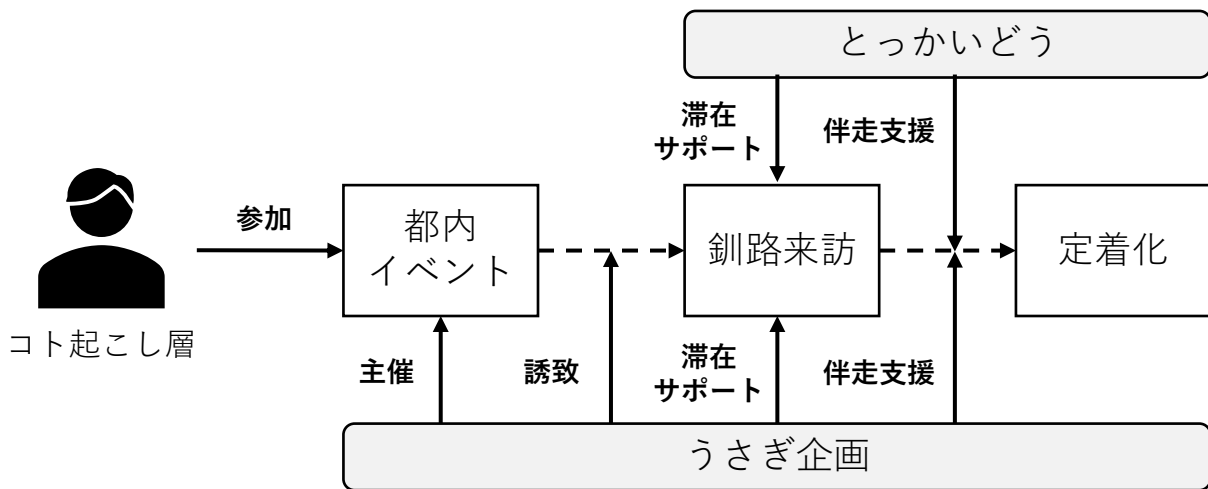 とっかいどう
滞在
サポート
伴走支援
参加
都内
イベント
釧路来訪
定着化
コト起こし層
主催
誘致
滞在
サポート
伴走支援
うさぎ企画